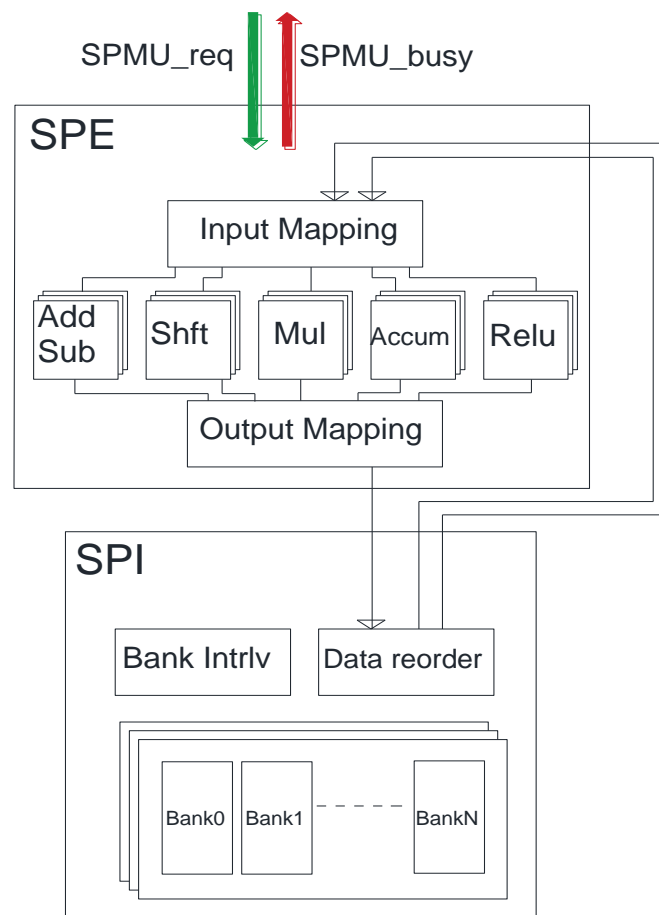 SPMU_req
SPMU_busy
SPE
Input Mapping
Add
Sub
Shft
Mul
Accum
Relu
Output Mapping
SPI
Bank Intrlv
Data reorder
Bank0
Bank1
BankN